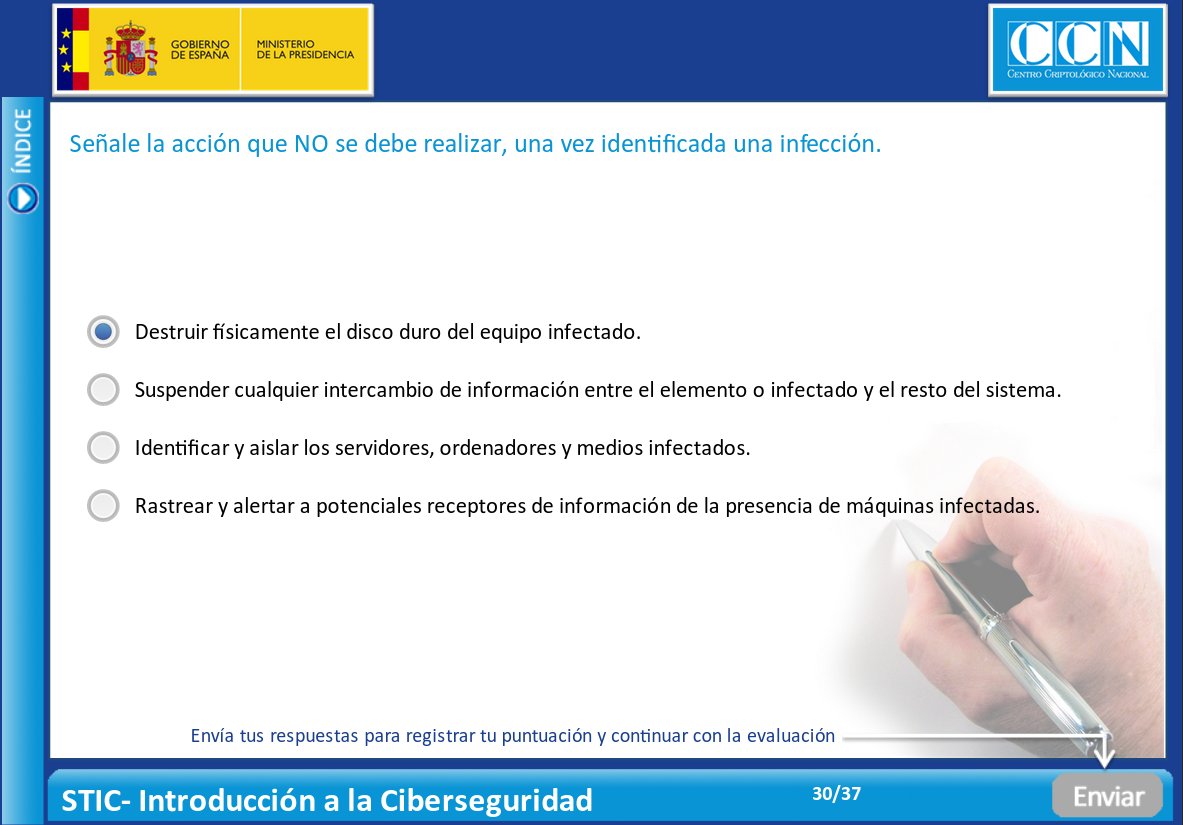 GOBIERNO
DE ESPAÑA
MINISTERIO
DE LA PRESIDENCIA
CCN
CENTRO CRIPTOLÓGICO NACIONAL
ÍNDICE
Señale la acción que NO se debe realizar, una vez identificada una infección.
Destruir físicamente el disco duro del equipo infectado.
Suspender cualquier intercambio de información entre el elemento o infectado y el resto del sistema.
Identificar y aislar los servidores, ordenadores y medios infectados.
Rastrear y alertar a potenciales receptores de información de la presencia de máquinas infectadas.
Envía tus respuestas para registrar tu puntuación y continuar con la evaluación
STIC- Introducción a la Ciberseguridad
30/37
Enviar